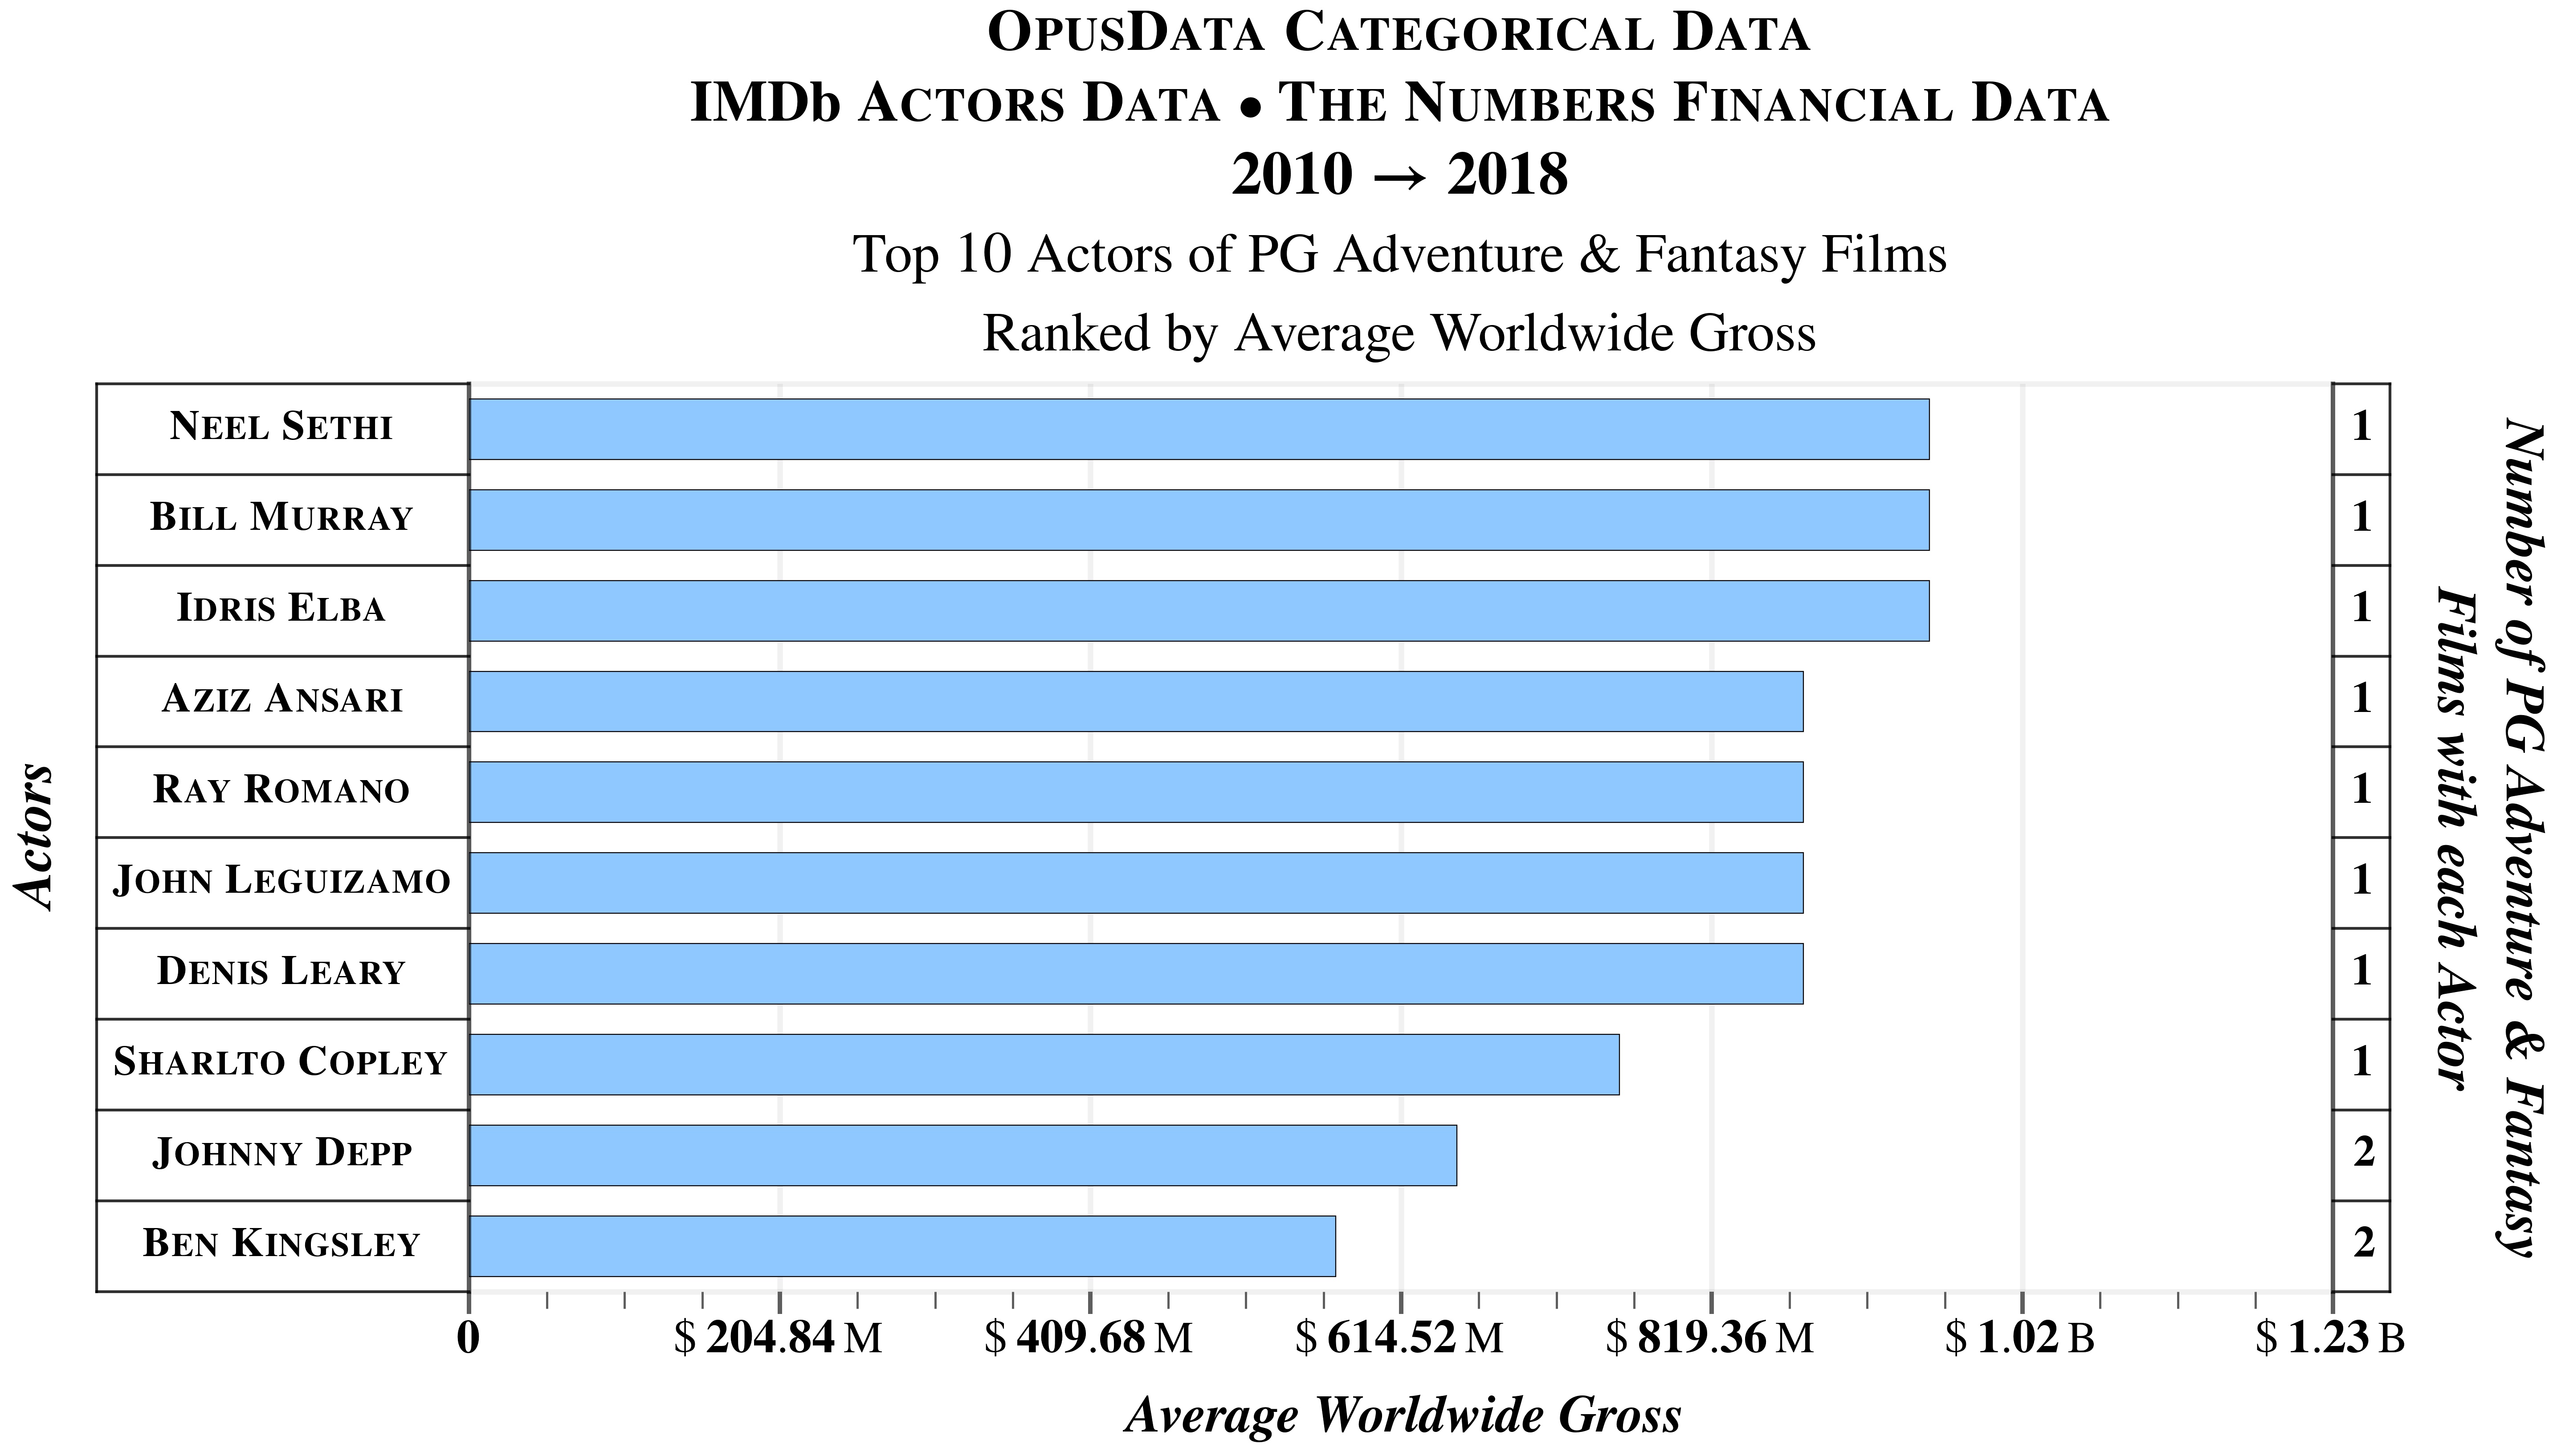 OPUSDATA CATEGORICAL DATA
IMDb ACTORS DATA • THE NUMBERS FINANCIAL DATA
2010 → 2018
Top 10 Actors of PG Adventure & Fantasy Films
Ranked by Average Worldwide Gross
Actors
NEEL SETHI 1
BILL MURRAY 1
IDRIS ELBA 1
AZIZ ANSARI 1
RAY ROMANO 1
JOHN LEGUIZAMO 1
DENIS LEARY 1
SHARLTO COPLEY 1
JOHNNY DEPP 2
BEN KINGSLEY 2
Number of PG Adventure & Fantasy
Films with each Actor
0 $ 204.84 M $ 409.68 M $ 614.52 M $ 819.36 M $ 1.02 B $ 1.23 B
Average Worldwide Gross